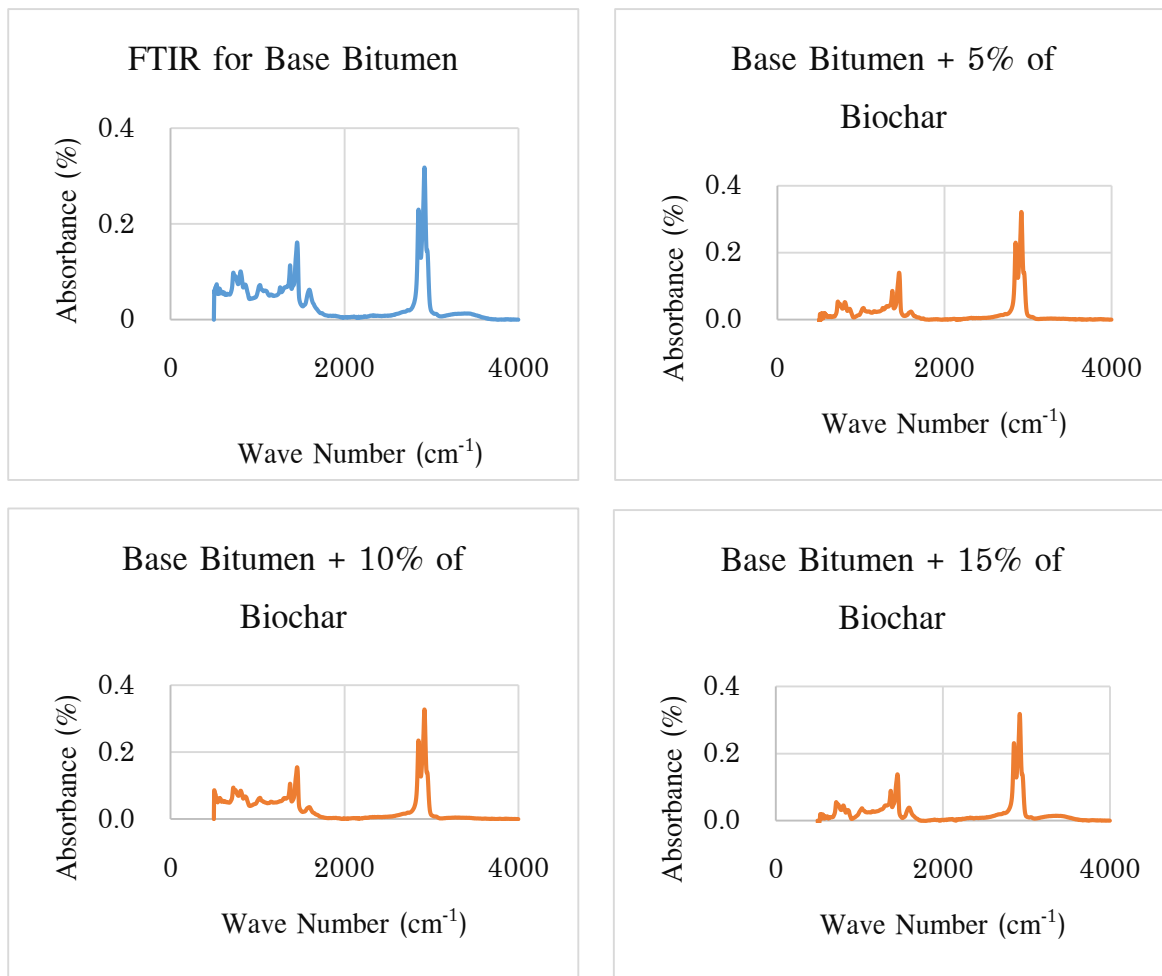 FTIR for Base Bitumen
0.4
0.2
0
Absorbance (%)
0
2000
4000
Wave Number (cm-1)
Base Bitumen + 5% of
Biochar
0.4
0.2
0.0
Absorbance (%)
0
2000
4000
Wave Number (cm-1)
Base Bitumen + 10% of
Biochar
0.4
0.2
0.0
Absorbance (%)
0
2000
4000
Wave Number (cm-1)
Base Bitumen + 15% of
Biochar
0.4
0.2
0.0
Absorbance (%)
0
2000
4000
Wave Number (cm-1)